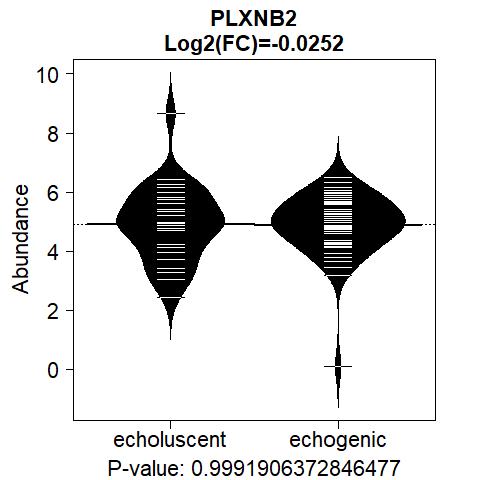 PLXNB2
Log2(FC)=-0.0252
10
8
6
4
2
0
Abundance
echoluscent echogenic
P-value: 0.9991906372846477